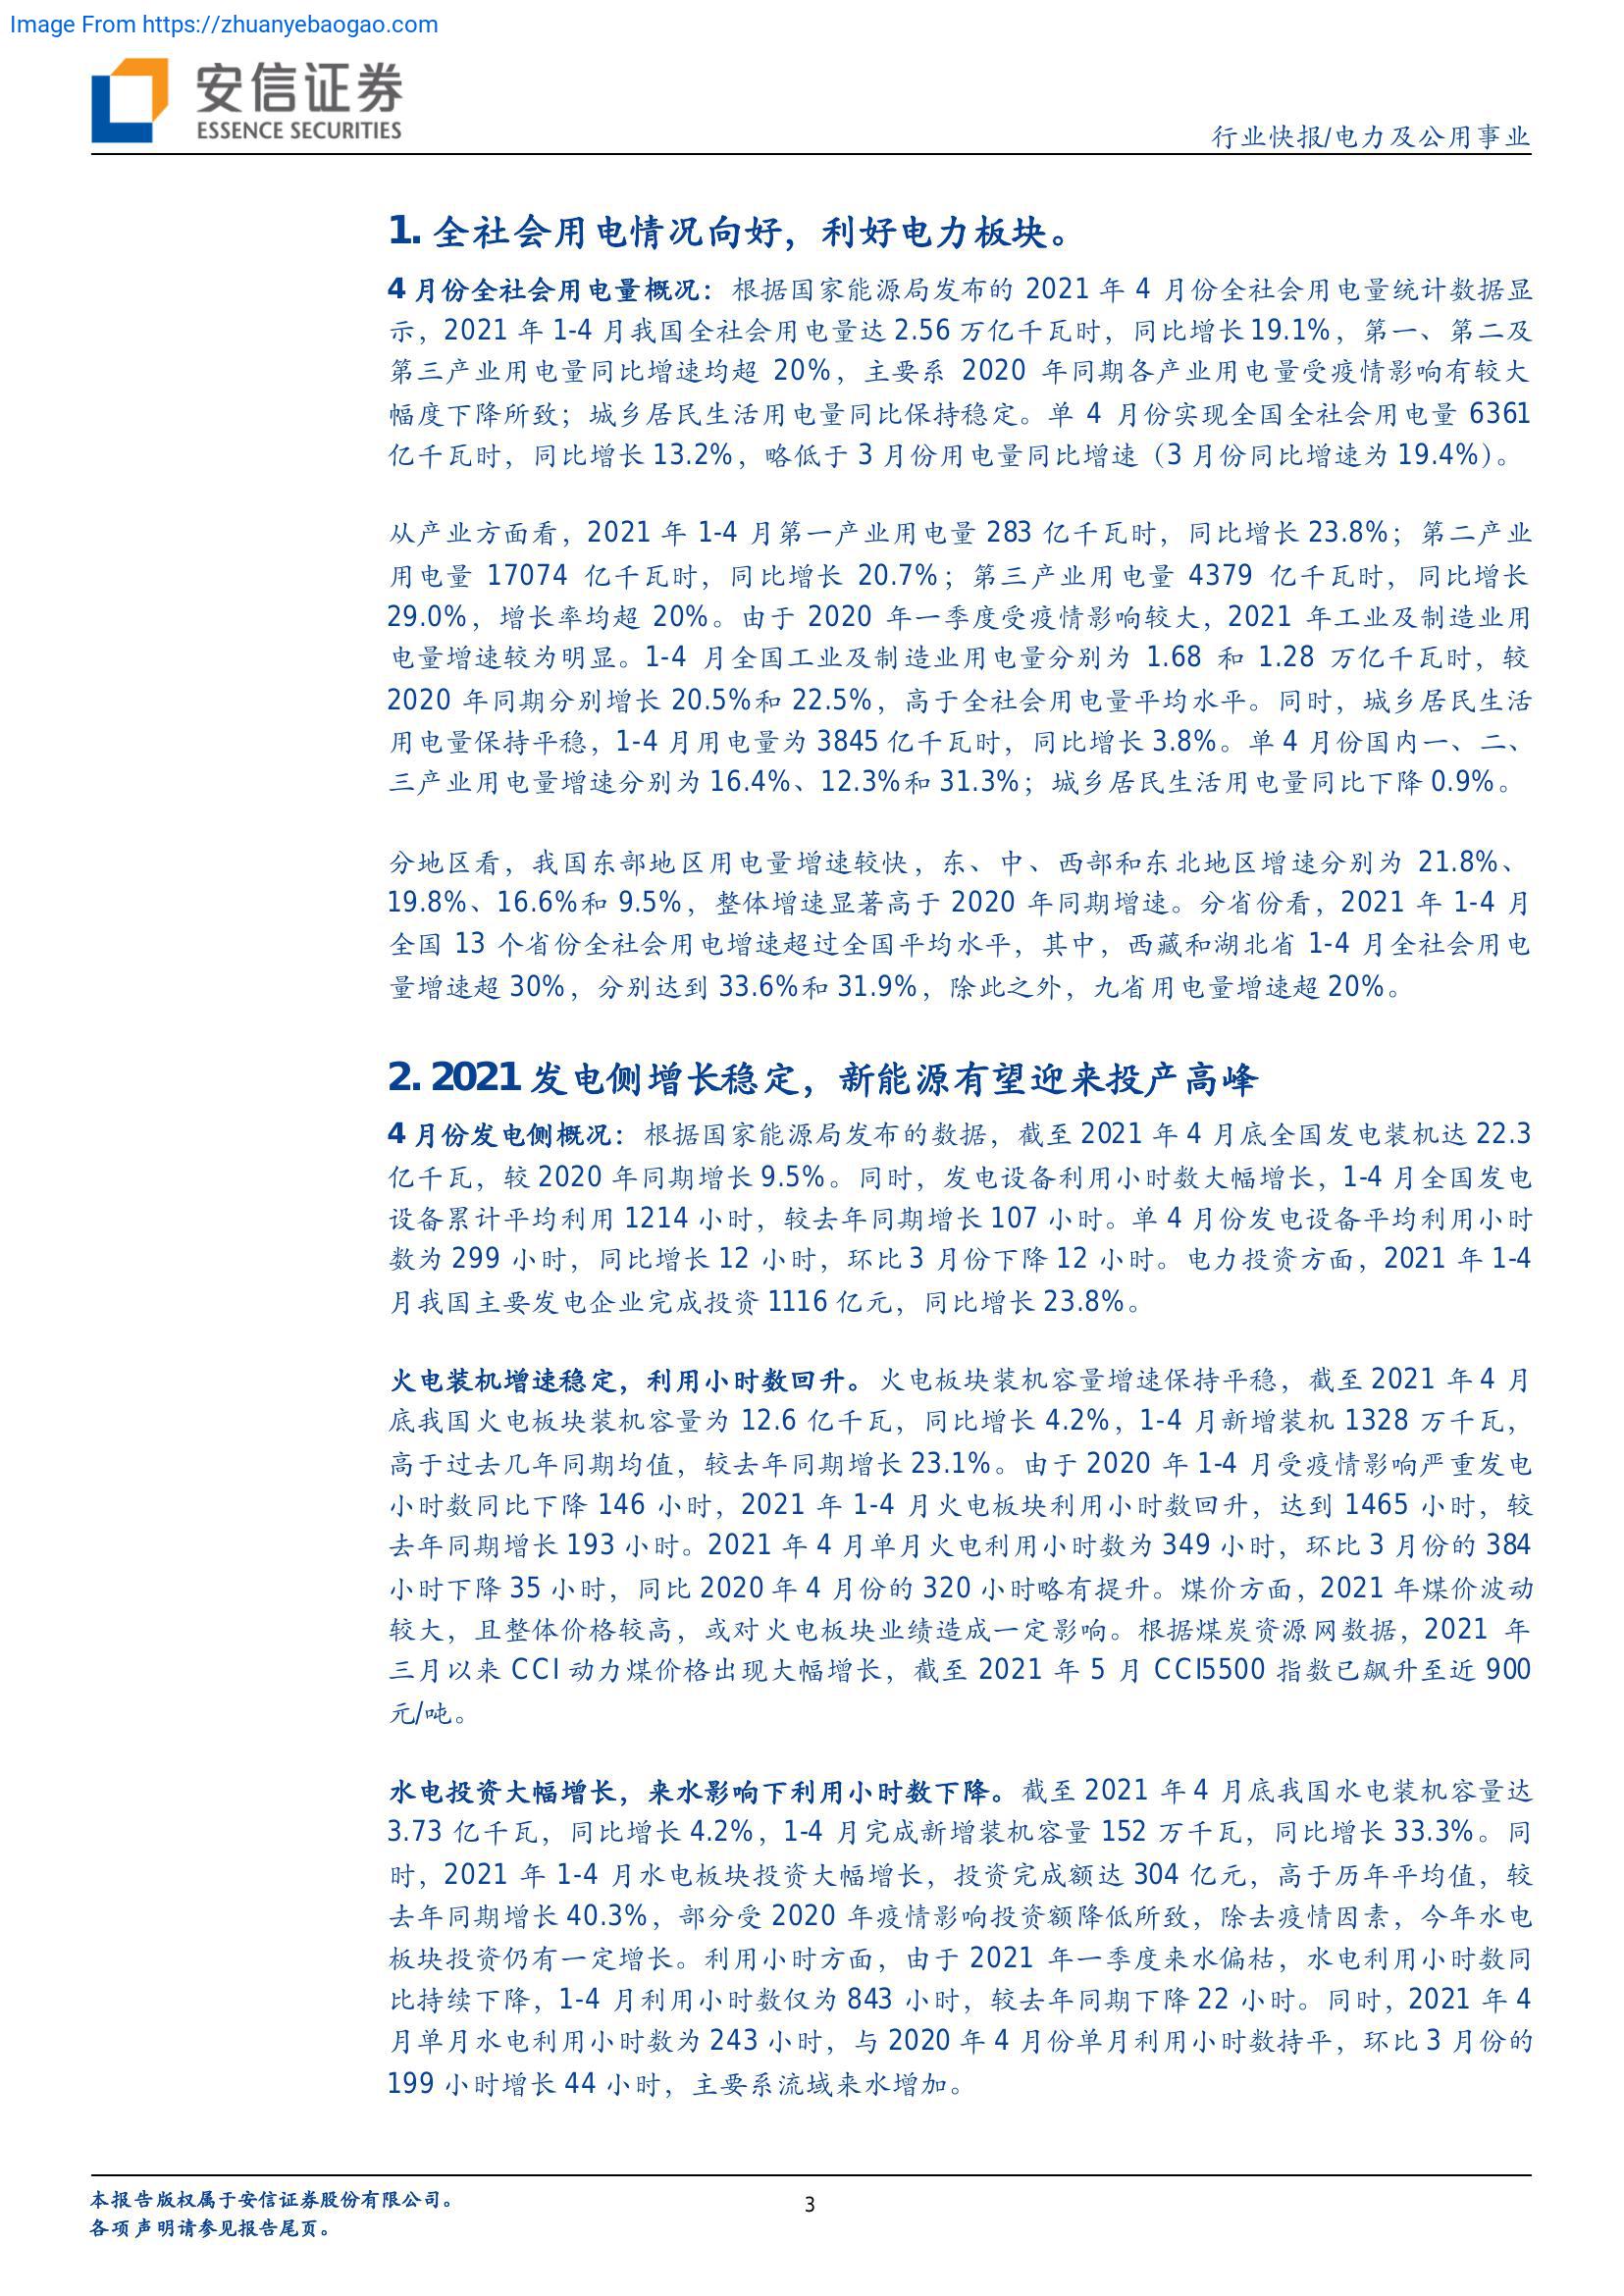 Image From https://zhuanyebaogao.com
安信证券
ESSENCE SECURITIES
行业快报/电力及公用事业
1. 全社会用电情况向好，利好电力板块。
4 月份全社会用电量概况：根据国家能源局发布的 2021 年 4 月份全社会用电量统计数据显
示，2021 年 1-4 月我国全社会用电量达 2.56 万亿千瓦时，同比增长 19.1%，第一、第二及
第三产业用电量同比增速均超 20%，主要系 2020 年同期各产业用电量受疫情影响有较大
幅度下降所致；城乡居民生活用电量同比保持稳定。单 4 月份实现全国全社会用电量 6361
亿千瓦时，同比增长 13.2%，略低于 3 月份用电量同比增速（3 月份同比增速为 19.4%）。
从产业方面看，2021 年 1-4 月第一产业用电量 283 亿千瓦时，同比增长 23.8%；第二产业
用电量 17074 亿千瓦时，同比增长 20.7%；第三产业用电量 4379 亿千瓦时，同比增长
29.0%，增长率均超 20%。由于 2020 年一季度受疫情影响较大，2021 年工业及制造业用
电量增速较为明显。1-4 月全国工业及制造业用电量分别为 1.68 和 1.28 万亿千瓦时，较
2020 年同期分别增长 20.5%和 22.5%，高于全社会用电量平均水平。同时，城乡居民生活
用电量保持平稳，1-4 月用电量为 3845 亿千瓦时，同比增长 3.8%。单 4 月份国内一、二、
三产业用电量增速分别为 16.4%、12.3%和 31.3%；城乡居民生活用电量同比下降 0.9%。
分地区看，我国东部地区用电量增速较快，东、中、西部和东北地区增速分别为 21.8%、
19.8%、16.6%和 9.5%，整体增速显著高于 2020 年同期增速。分省份看，2021 年 1-4 月
全国 13 个省份全社会用电增速超过全国平均水平，其中，西藏和湖北省 1-4 月全社会用电
量增速超 30%，分别达到 33.6%和 31.9%，除此之外，九省用电量增速超 20%。
2. 2021 发电侧增长稳定，新能源有望迎来投产高峰
4 月份发电侧概况：根据国家能源局发布的数据，截至 2021 年 4 月底全国发电装机达 22.3
亿千瓦，较 2020 年同期增长 9.5%。同时，发电设备利用小时数大幅增长，1-4 月全国发电
设备累计平均利用 1214 小时，较去年同期增长 107 小时。单 4 月份发电设备平均利用小时
数为 299 小时，同比增长 12 小时，环比 3 月份下降 12 小时。电力投资方面，2021 年 1-4
月我国主要发电企业完成投资 1116 亿元，同比增长 23.8%。
火电装机增速稳定，利用小时数回升。火电板块装机容量增速保持平稳，截至 2021 年 4 月
底我国火电板块装机容量为 12.6 亿千瓦，同比增长 4.2%，1-4 月新增装机 1328 万千瓦，
高于过去几年同期均值，较去年同期增长 23.1%。由于 2020 年 1-4 月受疫情影响严重发电
小时数同比下降 146 小时，2021 年 1-4 月火电板块利用小时数回升，达到 1465 小时，较
去年同期增长 193 小时。2021 年 4 月单月火电利用小时数为 349 小时，环比 3 月份的 384
小时下降 35 小时，同比 2020 年 4 月份的 320 小时略有提升。煤价方面，2021 年煤价波动
较大，且整体价格较高，或对火电板块业绩造成一定影响。根据煤炭资源网数据，2021 年
三月以来 CCI 动力煤价格出现大幅增长，截至 2021 年 5 月 CCI5500 指数已飙升至近 900
元/吨。
水电投资大幅增长，来水影响下利用小时数下降。截至 2021 年 4 月底我国水电装机容量达
3.73 亿千瓦，同比增长 4.2%，1-4 月完成新增装机容量 152 万千瓦，同比增长 33.3%。同
时，2021 年 1-4 月水电板块投资大幅增长，投资完成额达 304 亿元，高于历年平均值，较
去年同期增长 40.3%，部分受 2020 年疫情影响投资额降低所致，除去疫情因素，今年水电
板块投资仍有一定增长。利用小时方面，由于 2021 年一季度来水偏枯，水电利用小时数同
比持续下降，1-4 月利用小时数仅为 843 小时，较去年同期下降 22 小时。同时，2021 年 4
月单月水电利用小时数为 243 小时，与 2020 年 4 月份单月利用小时数持平，环比 3 月份的
199 小时增长 44 小时，主要系流域来水增加。
本报告版权属于安信证券股份有限公司。
各项声明请参见报告尾页。
3